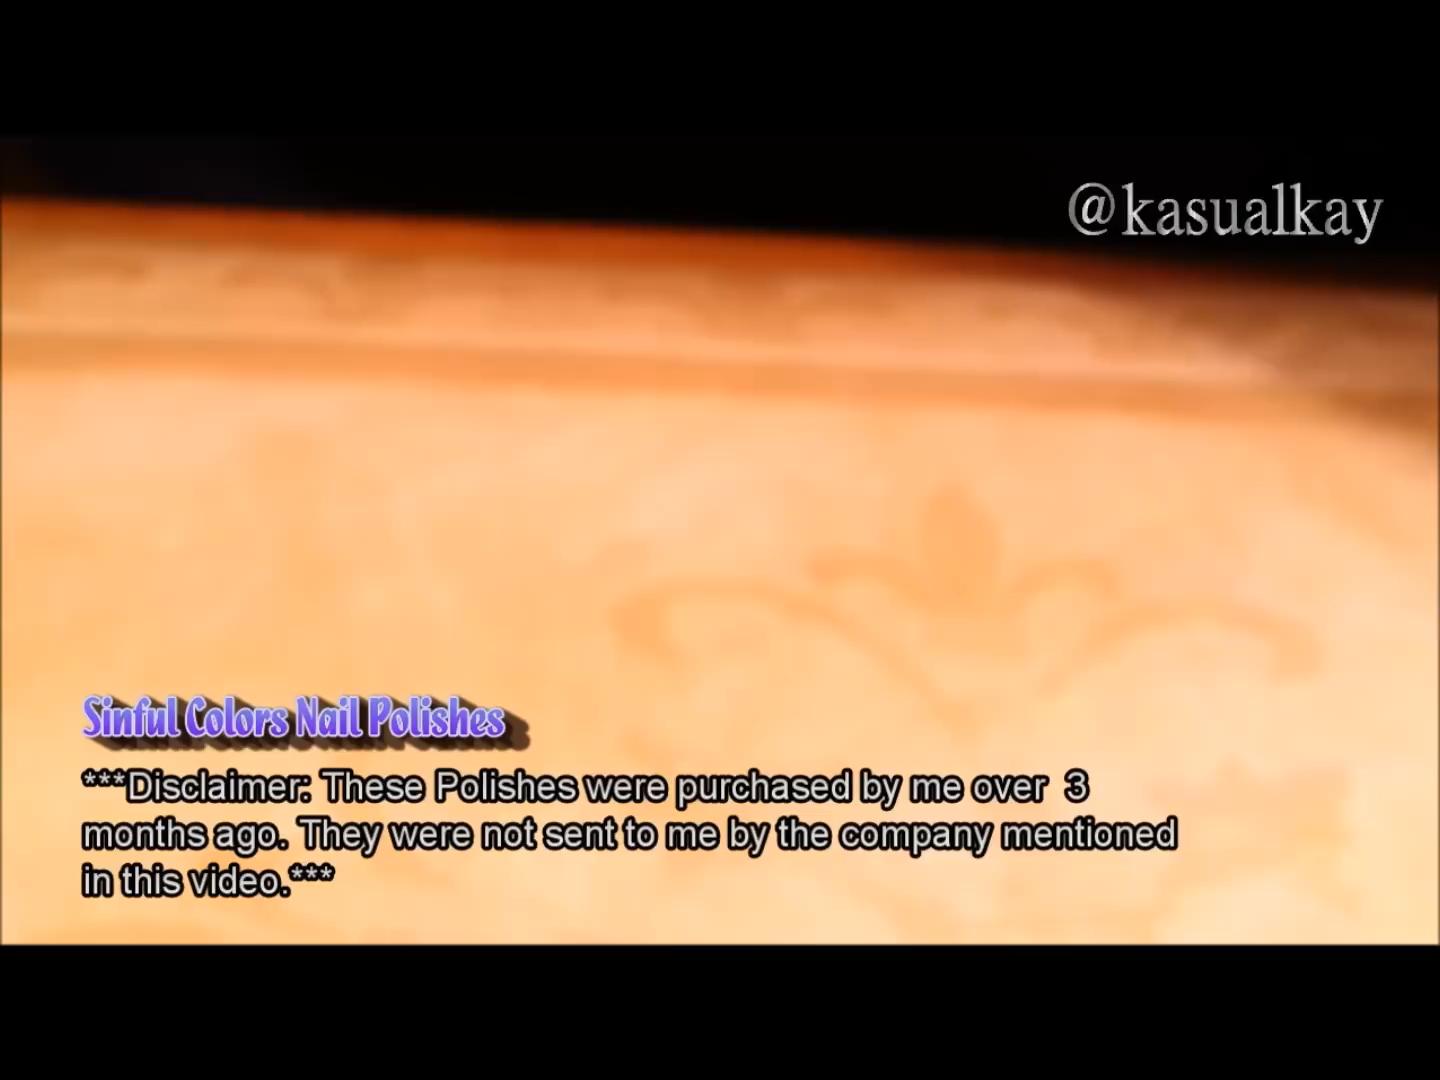 @kasualkay
Sinful Colors Nail Polishes
***Disclaimer: These Polishes were purchased by me over  3
months ago. They were not sent to me by the company mentioned
in this video.***